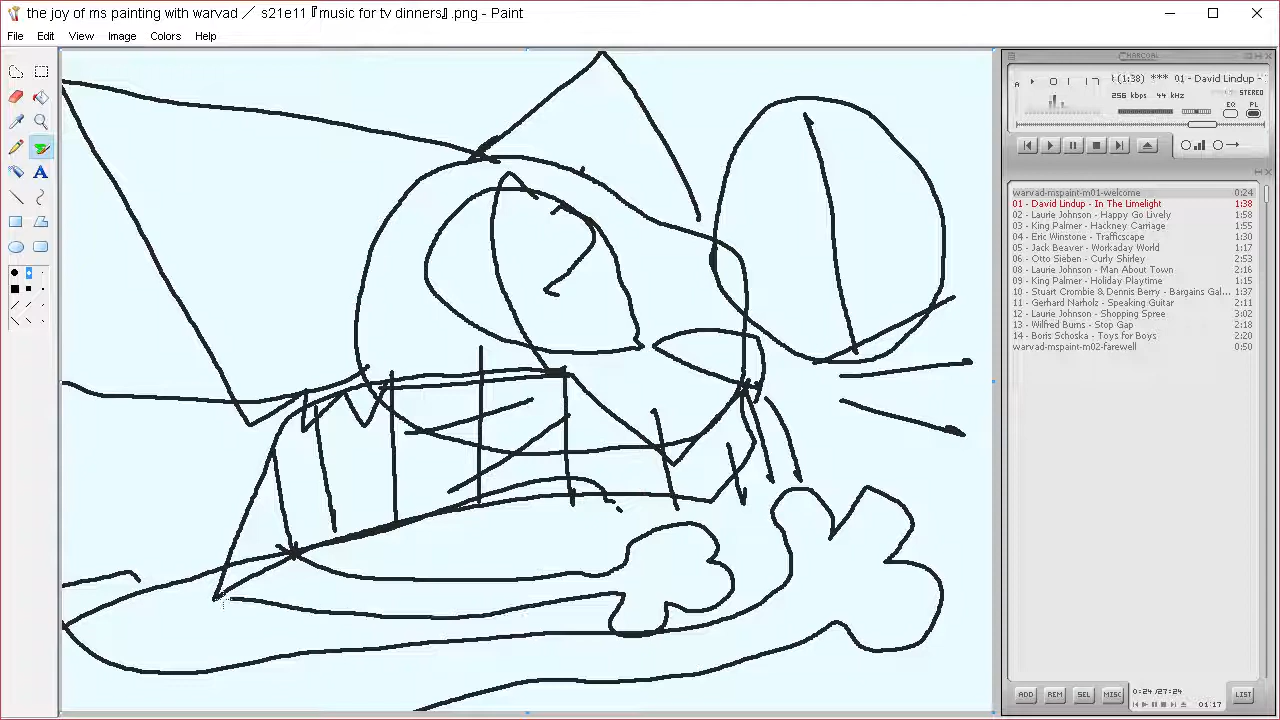 the joy of ms painting with warvad ／ s21e11『music for tv dinners』.png - Paint
File Edit View Image Colors Help
CHARCOAL
(1:38) *** 01 - David Lindup -
256 kbps 44 kHz STEREO
EQ PL
warvad-mspaint-m01-welcome 0:24
01 - David Lindup - In The Limelight 1:38
02 - Laurie Johnson - Happy Go Lively 1:58
03 - King Palmer - Hackney Carriage 1:55
04 - Eric Winstone - Trafficscape 1:30
05 - Jack Beaver - Workaday World 1:17
06 - Otto Sieben - Curly Shirley 2:53
08 - Laurie Johnson - Man About Town 2:16
09 - King Palmer - Holiday Playtime 1:15
10 - Stuart Crombie & Dennis Berry - Bargains Gal... 1:37
11 - Gerhard Narholz - Speaking Guitar 2:11
12 - Laurie Johnson - Shopping Spree 3:02
13 - Wilfred Burns - Stop Gap 2:18
14 - Boris Schoska - Toys for Boys 2:20
warvad-mspaint-m02-farewell 0:50
ADD REM SEL MISC 0:24/27:24 01:17 LIST